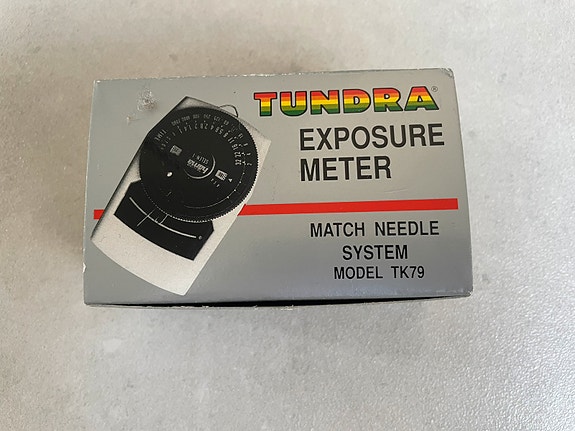 TUNDRA®
EXPOSURE
METER
MATCH NEEDLE
SYSTEM
MODEL TK79